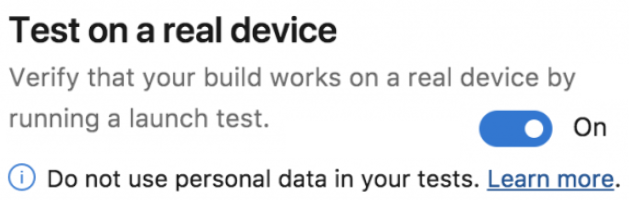 Test on a real device
Verify that your build works on a real device by
running a launch test.
On
Do not use personal data in your tests. Learn more.